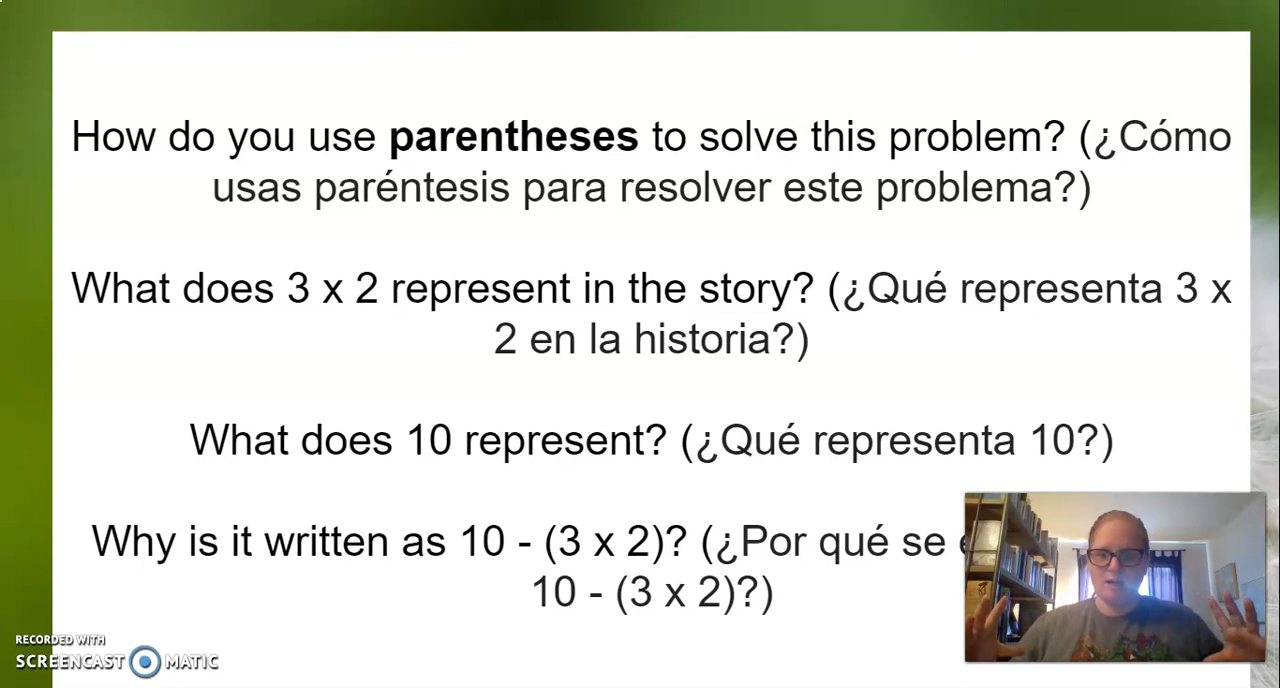 How do you use parentheses to solve this problem? (¿Cómo
usas paréntesis para resolver este problema?)
What does 3 x 2 represent in the story? (¿Qué representa 3 x
2 en la historia?)
What does 10 represent? (¿Qué representa 10?)
Why is it written as 10 - (3 x 2)? (¿Por qué se
10 - (3 x 2)?)
RECORDED WITH
SCREENCAST MATIC